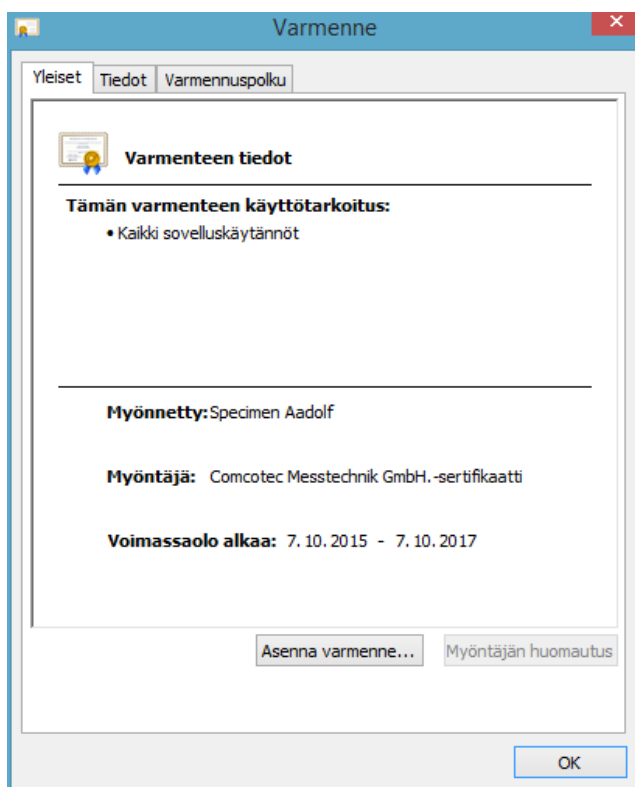 Varmenne
Yleiset Tiedot Varmennuspolku
Varmenteen tiedot
Tämän varmenteen käyttötarkoitus:
• Kaikki sovelluskäytännöt
Myönnetty: Specimen Aadolf
Myöntäjä: Comcotec Messtechnik GmbH.-sertifikaatti
Voimassaolo alkaa: 7. 10. 2015 - 7. 10. 2017
Asenna varmenne... Myöntäjän huomautus
OK